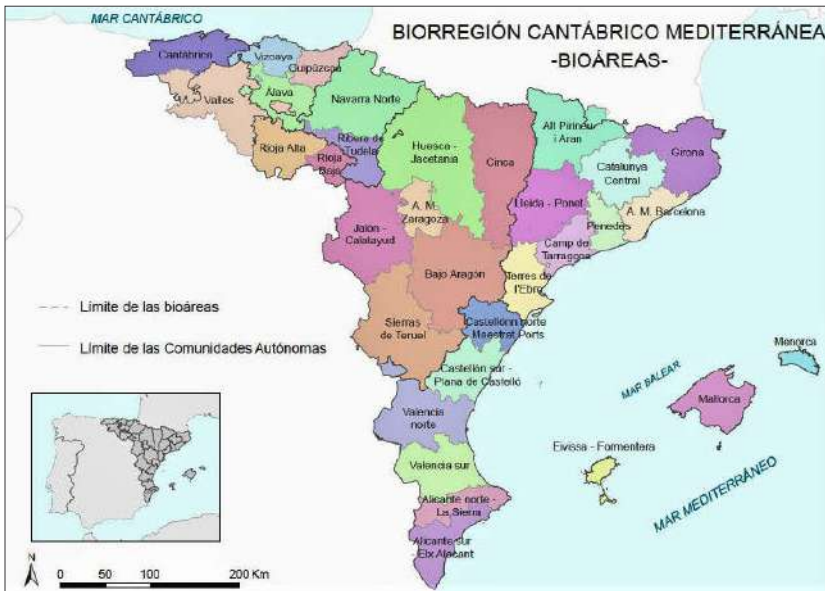 MAR CANTÁBRICO
BIORREGIÓN CANTÁBRICO MEDITERRÁNEA
-BIOÁREAS-
Cantábrica
Vizcaya
Guipúzcoa
Valles
Álava
Navarra Norte
Rioja Alta
Rioja
Baja
Ribera de
Tudela
Huesca -
Jacetania
Cinca
Alt Pirineu
i Aran
Girona
Catalunya
Central
Lleida - Ponet
A. M. Barcelona
Penedés
A. M.
Zaragoza
Jalón -
Calatayud
Camp de
Tarragona
Bajo Aragón
Terres de
l'Ebre
Límite de las bioáreas
Límite de las Comunidades Autónomas
Sierras
de Teruel
Castellónn norte
Maestrat Ports
Castellón sur -
Plana de Castelló
Menorca
MAR BALEAR
Mallorca
Valencia
norte
Eivissa - Formentera
MAR MEDITERRÁNEO
Valencia sur
Alicante norte -
La Sierra
Alicante sur
- Elx Alacant
N
0 50 100 200 Km